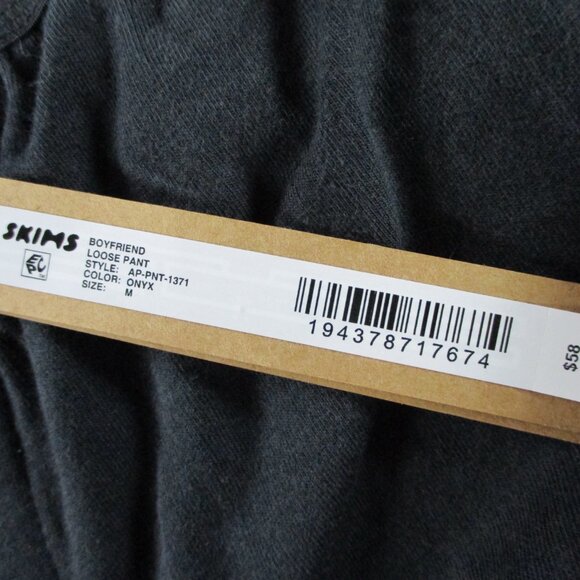 SKIMS
BOYFRIEND
LOOSE PANT
STYLE: AP-PNT-1371
COLOR: ONYX
SIZE: M
194378717674
$58